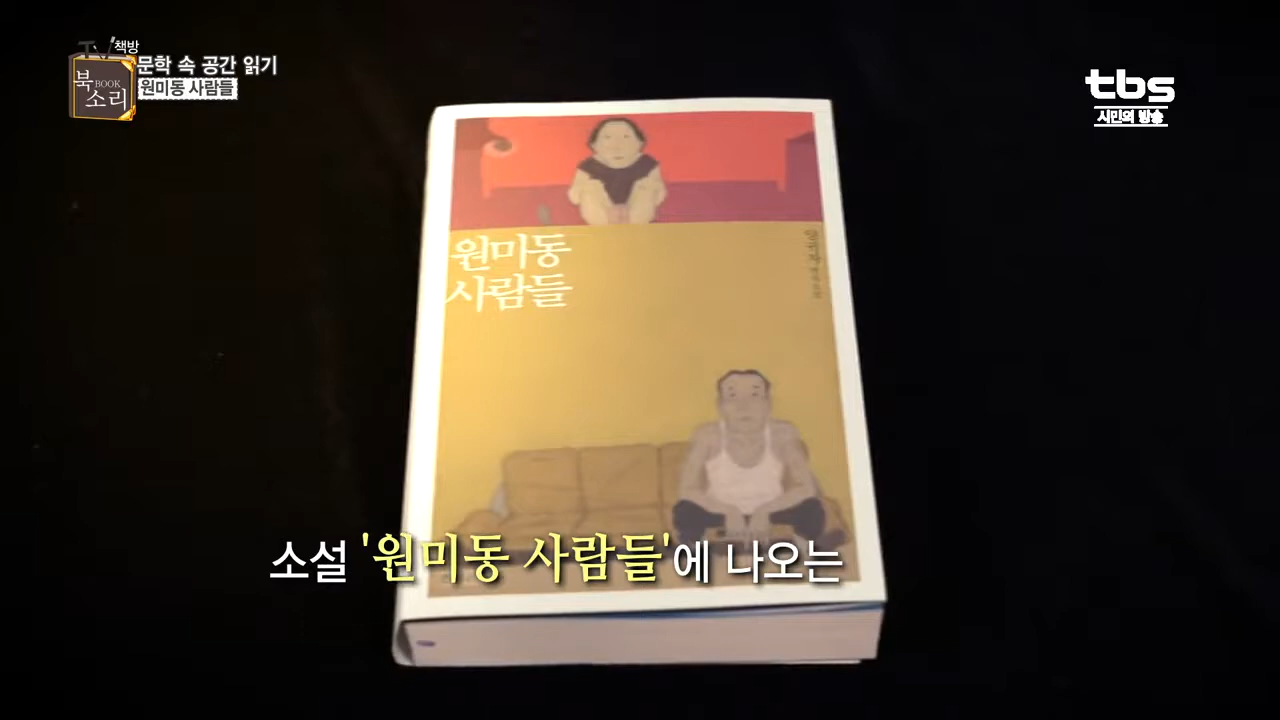 TV책방
북소리
BOOK
문학 속 공간 읽기
원미동 사람들
tbs
시민의 방송
원미동
사람들
소설 '원미동 사람들'에 나오는